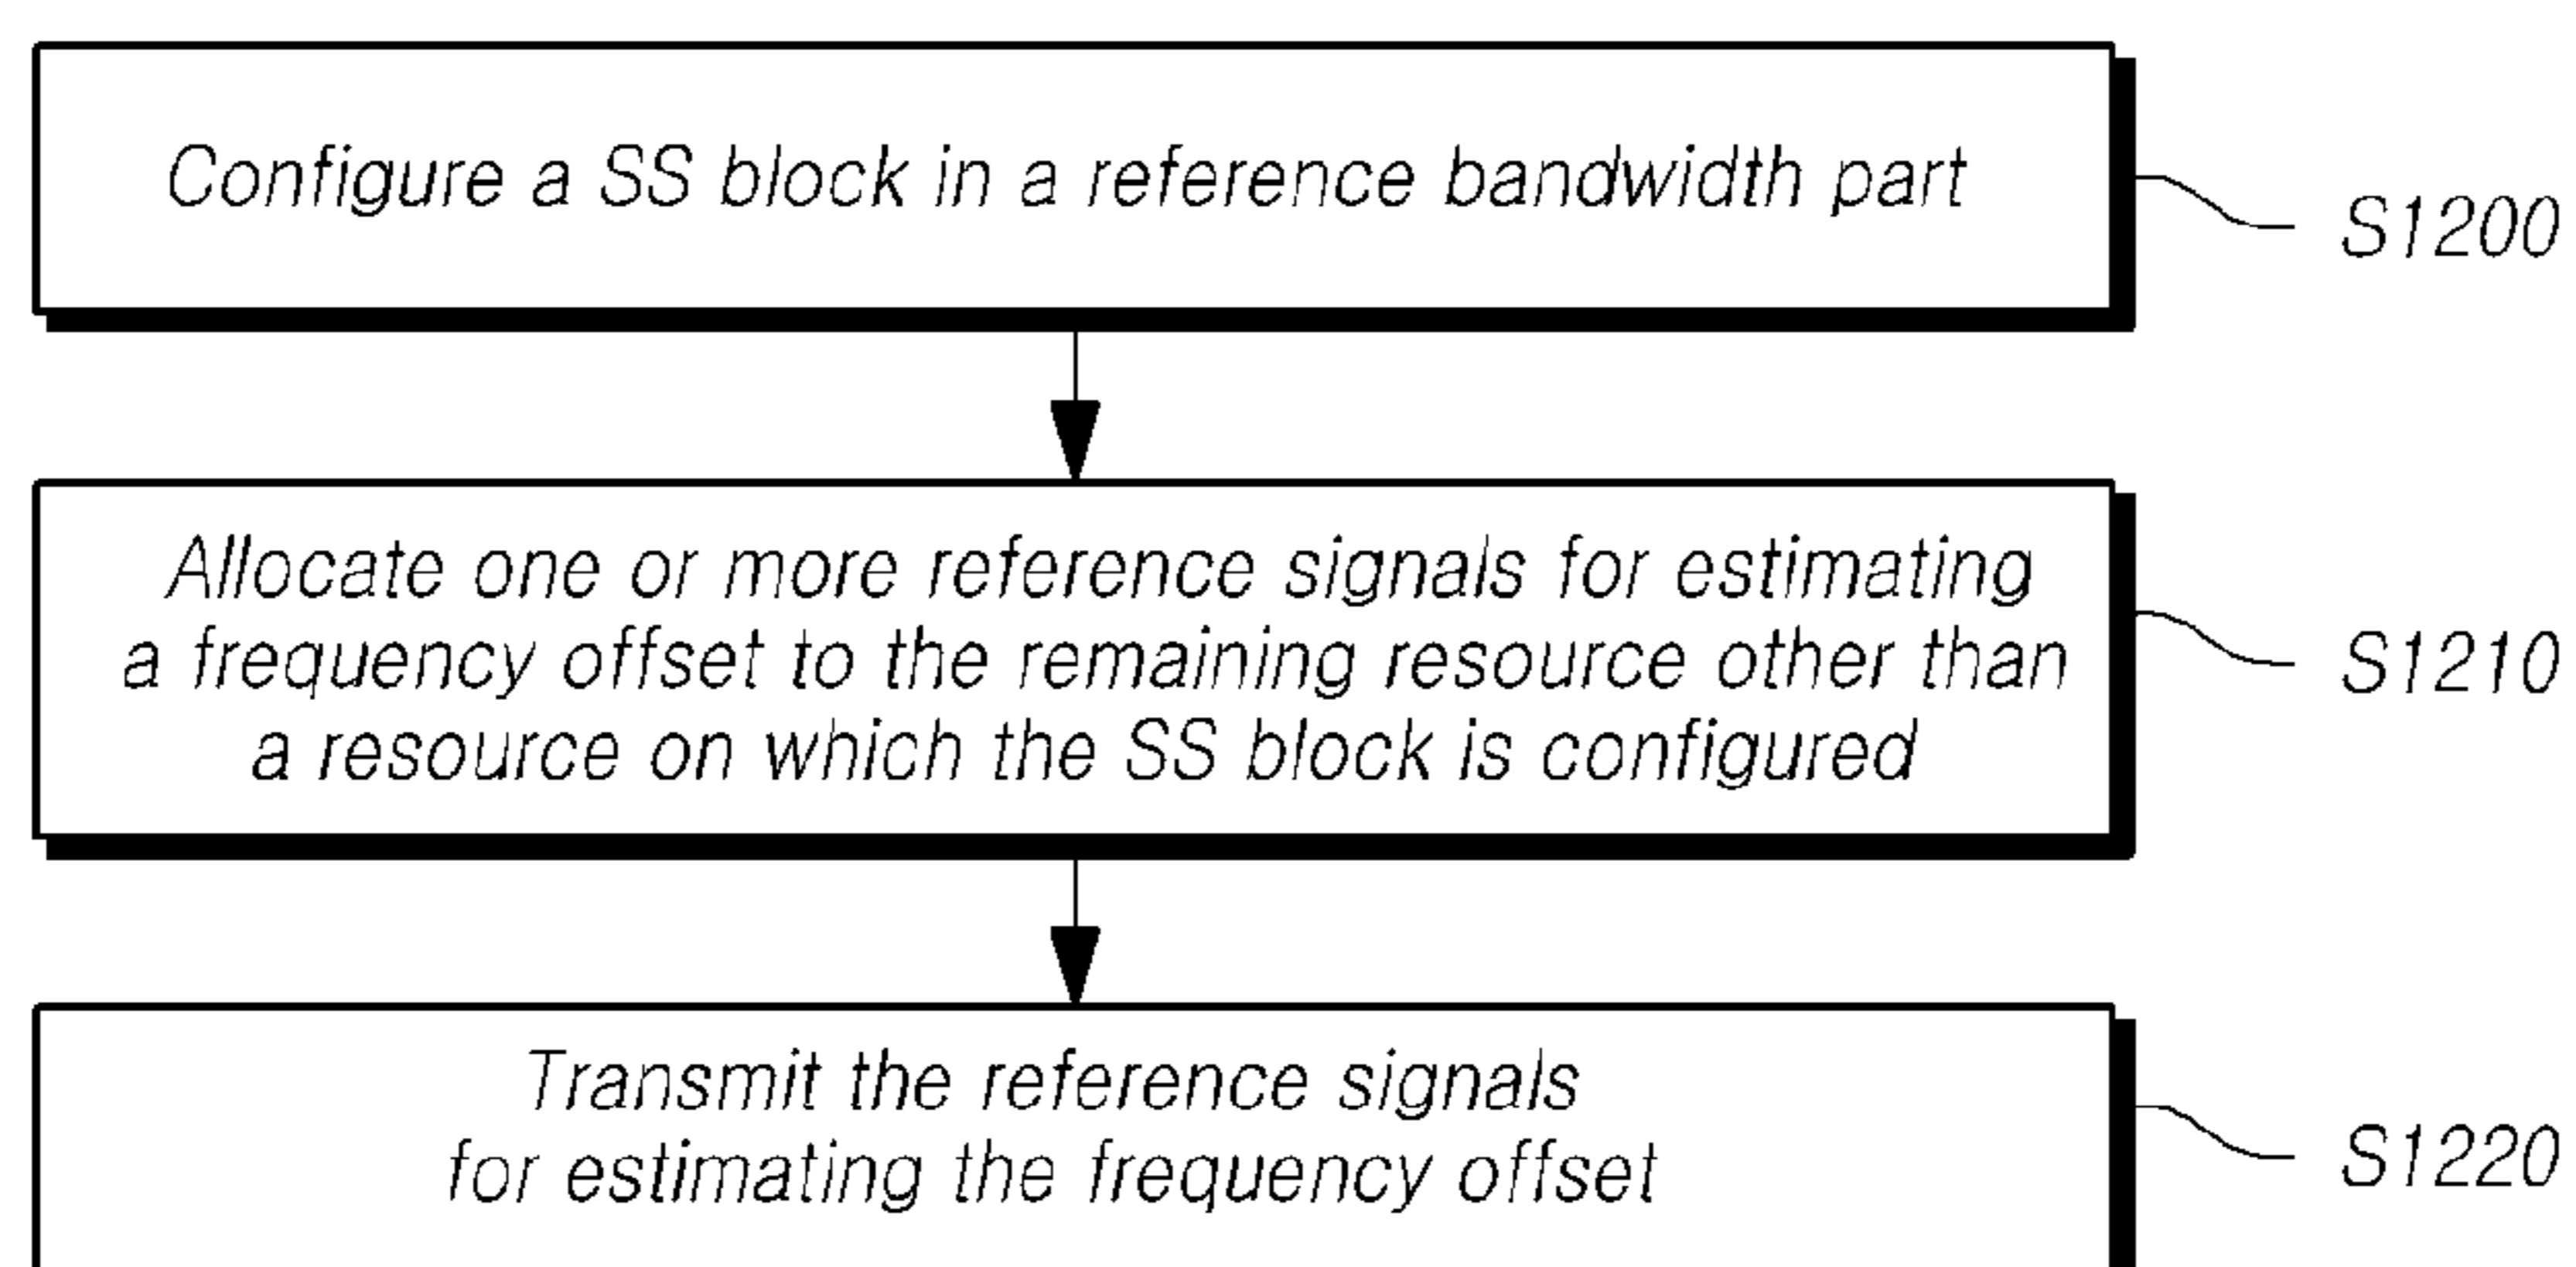 Configure a SS block in a reference bandwidth part
S1200
Allocate one or more reference signals for estimating
a frequency offset to the remaining resource other than
a resource on which the SS block is configured
S1210
Transmit the reference signals
for estimating the frequency offset
S1220